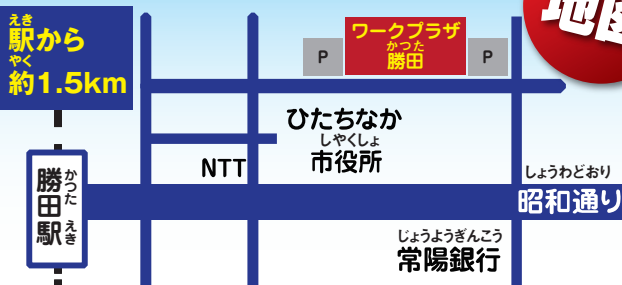 えき
駅から
やく
約1.5km
地図
P
ワークプラザ
かつた
勝田
P
ひたちなか
しやくしょ
市役所
NTT
かつた えき
勝田駅
しょうわどおり
昭和通り
じょうようぎんこう
常陽銀行